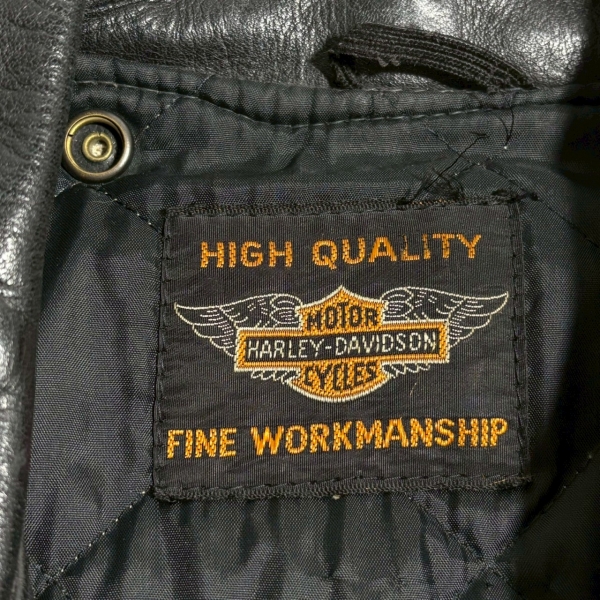 HIGH QUALITY
MOTOR
HARLEY-DAVIDSON
CYCLES
FINE WORKMANSHIP